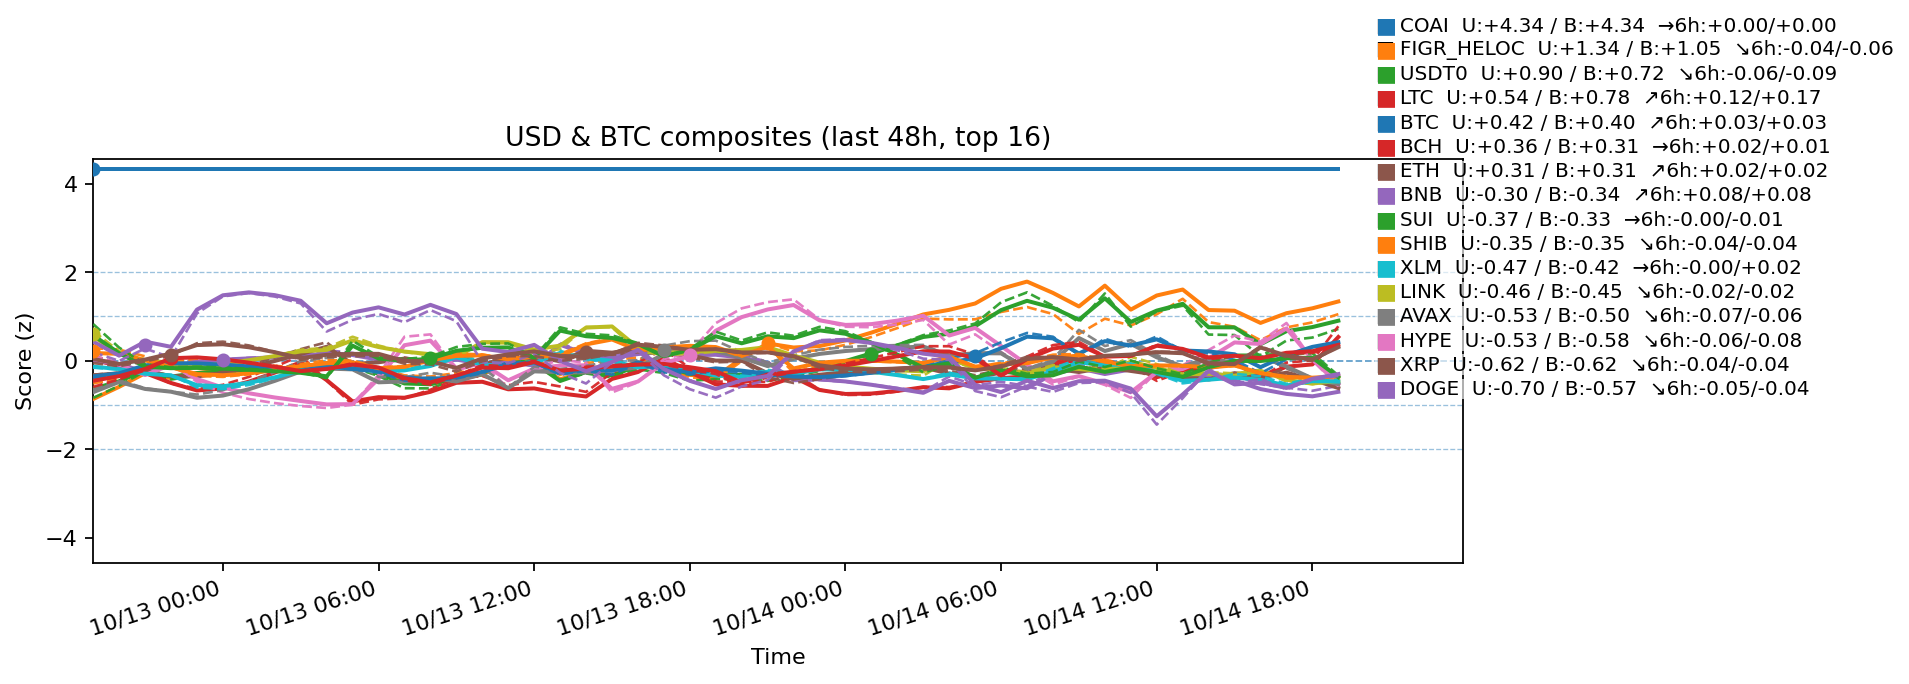 COAI U:+4.34 / B:+4.34 →6h:+0.00/+0.00
FIGR_HELOC U:+1.34 / B:+1.05 ↘6h:-0.04/-0.06
USDT0 U:+0.90 / B:+0.72 ↘6h:-0.06/-0.09
LTC U:+0.54 / B:+0.78 ↗6h:+0.12/+0.17
BTC U:+0.42 / B:+0.40 ↗6h:+0.03/+0.03
BCH U:+0.36 / B:+0.31 →6h:+0.02/+0.01
ETH U:+0.31 / B:+0.31 ↗6h:+0.02/+0.02
BNB U:-0.30 / B:-0.34 ↗6h:+0.08/+0.08
SUI U:-0.37 / B:-0.33 →6h:-0.00/-0.01
SHIB U:-0.35 / B:-0.35 ↘6h:-0.04/-0.04
XLM U:-0.47 / B:-0.42 →6h:-0.00/+0.02
LINK U:-0.46 / B:-0.45 ↘6h:-0.02/-0.02
AVAX U:-0.53 / B:-0.50 ↘6h:-0.07/-0.06
HYPE U:-0.53 / B:-0.58 ↘6h:-0.06/-0.08
XRP U:-0.62 / B:-0.62 ↘6h:-0.04/-0.04
DOGE U:-0.70 / B:-0.57 ↘6h:-0.05/-0.04
USD & BTC composites (last 48h, top 16)
Score (z)
4
2
0
−2
−4
10/13 00:00
10/13 06:00
10/13 12:00
10/13 18:00
10/14 00:00
10/14 06:00
10/14 12:00
10/14 18:00
Time